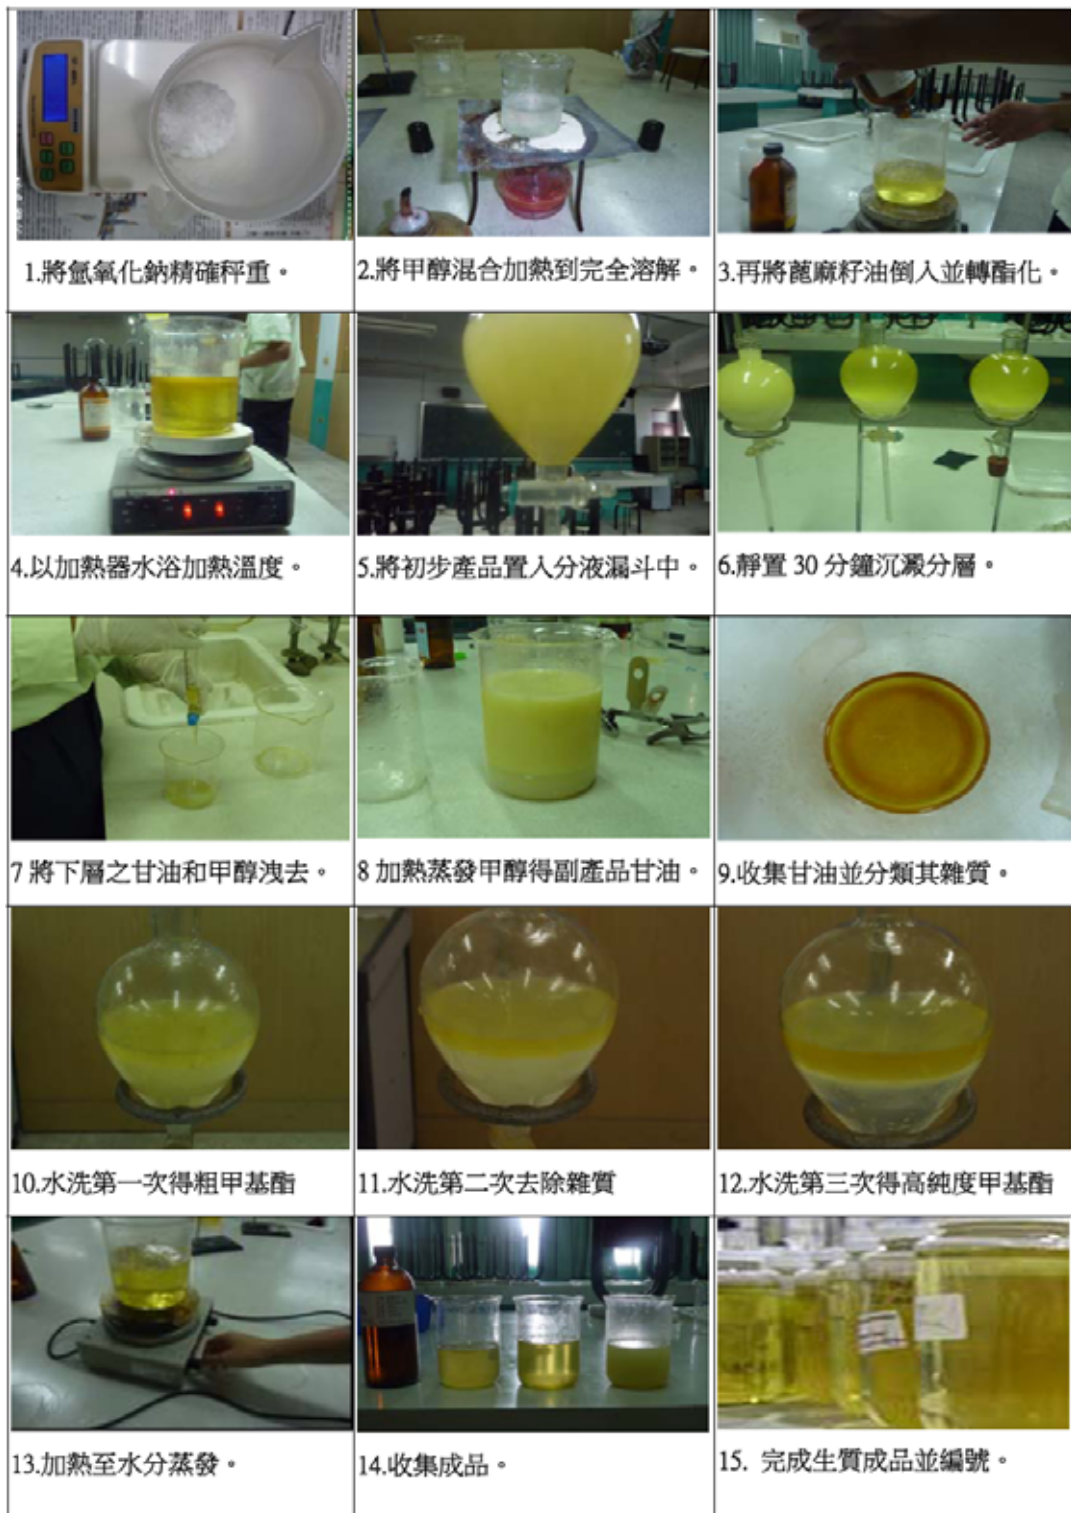 1.將氫氧化鈉精確秤重。
2.將甲醇混合加熱到完全溶解。
3.再將蓖麻籽油倒入並轉酯化。
4.以加熱器水浴加熱溫度。
5.將初步產品置入分液漏斗中。
6.靜置 30 分鐘沉澱分層。
7 將下層之甘油和甲醇洩去。
8 加熱蒸發甲醇得副產品甘油。
9.收集甘油並分類其雜質。
10.水洗第一次得粗甲基酯
11.水洗第二次去除雜質
12.水洗第三次得高純度甲基酯
13.加熱至水分蒸發。
14.收集成品。
15. 完成生質成品並編號。